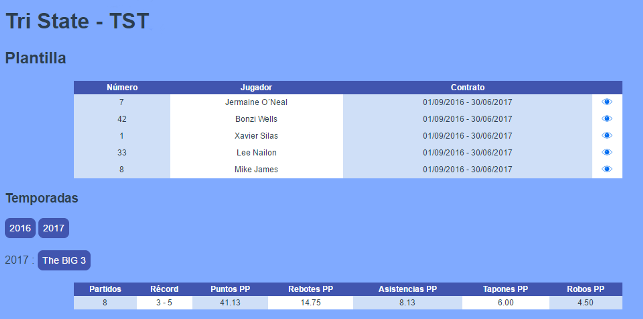 Tri State - TST
Plantilla
Número Jugador Contrato
7 Jermaine O´Neal 01/09/2016 - 30/06/2017
42 Bonzi Wells 01/09/2016 - 30/06/2017
1 Xavier Silas 01/09/2016 - 30/06/2017
33 Lee Nailon 01/09/2016 - 30/06/2017
8 Mike James 01/09/2016 - 30/06/2017
Temporadas
2016 2017
2017 : The BIG 3
Partidos Récord Puntos PP Rebotes PP Asistencias PP Tapones PP Robos PP
8 3 - 5 41.13 14.75 8.13 6.00 4.50